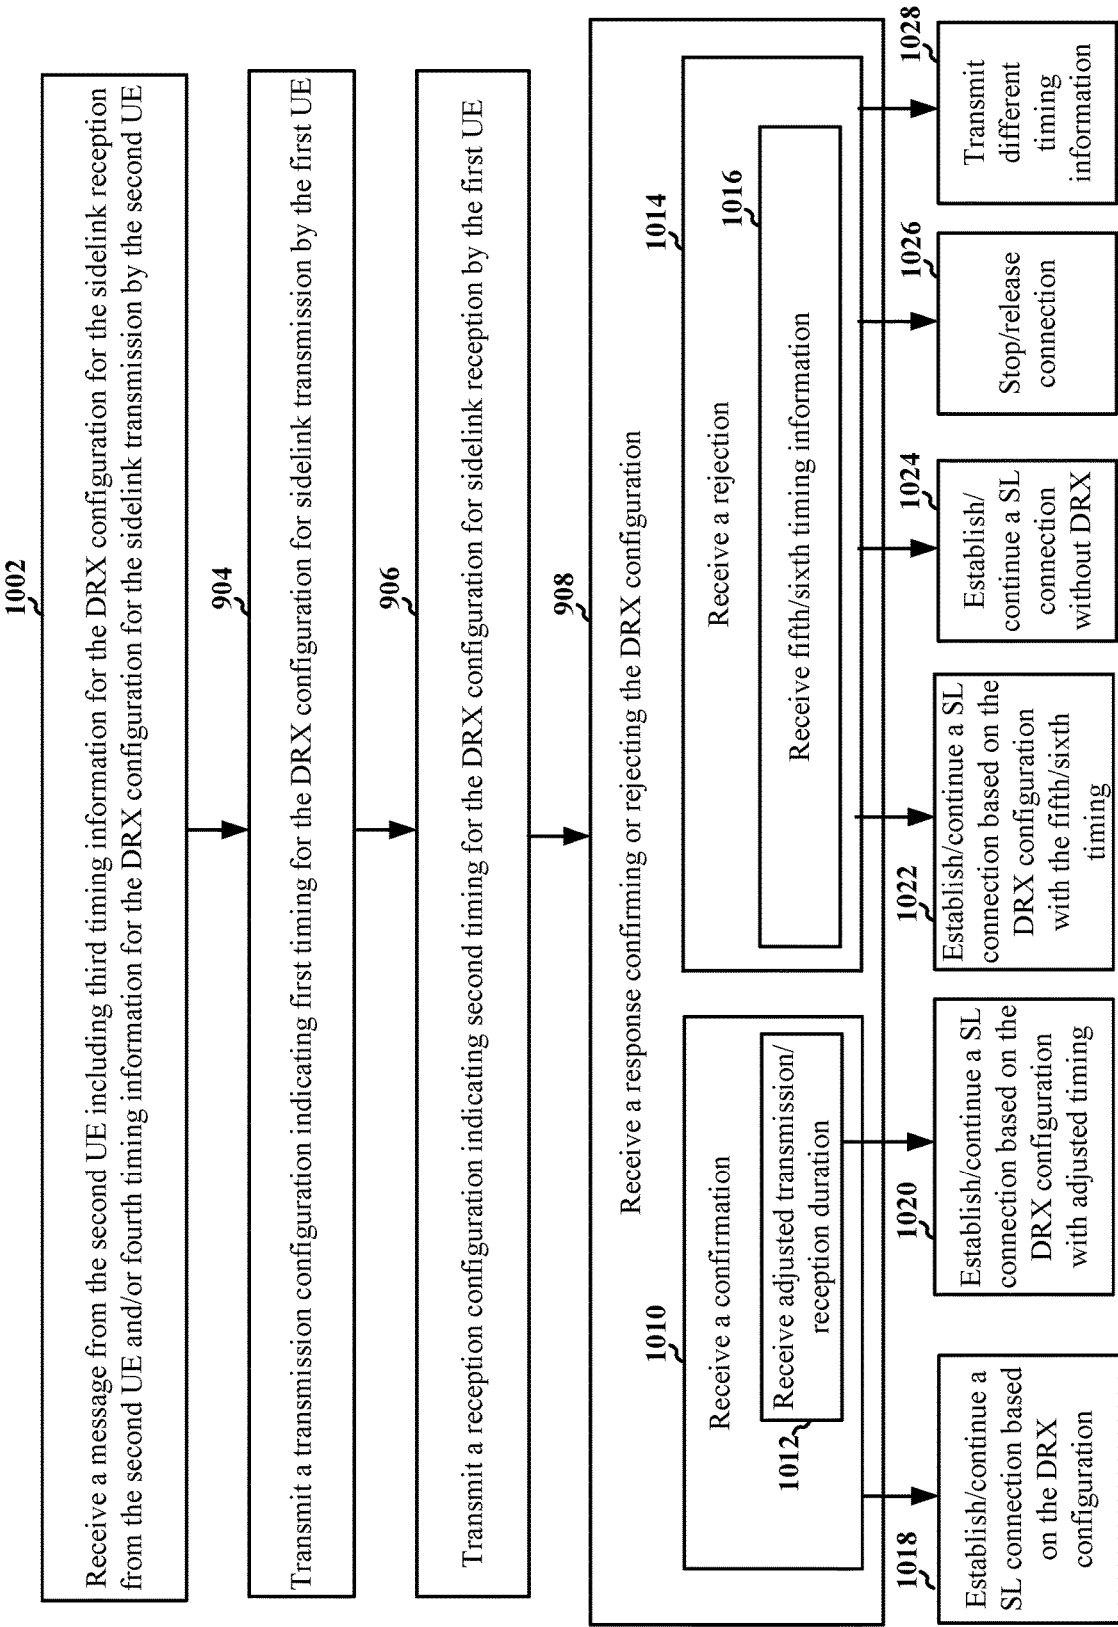 1002
Receive a message from the second UE including third timing information for the DRX configuration for the sidelink reception
from the second UE and/or fourth timing information for the DRX configuration for the sidelink transmission by the second UE
904
Transmit a transmission configuration indicating first timing for the DRX configuration for sidelink transmission by the first UE
906
Transmit a reception configuration indicating second timing for the DRX configuration for sidelink reception by the first UE
908
Receive a response confirming or rejecting the DRX configuration
1010
Receive a confirmation
1012
Receive adjusted transmission/
reception duration
1014
Receive a rejection
1016
Receive fifth/sixth timing information
1018
Establish/continue a
SL connection based
on the DRX
configuration
1020
Establish/continue a SL
connection based on the
DRX configuration
with adjusted timing
1022
Establish/continue a SL
connection based on the
DRX configuration
with the fifth/sixth
timing
1024
Establish/
continue a SL
connection
without DRX
1026
Stop/release
connection
1028
Transmit
different
timing
information